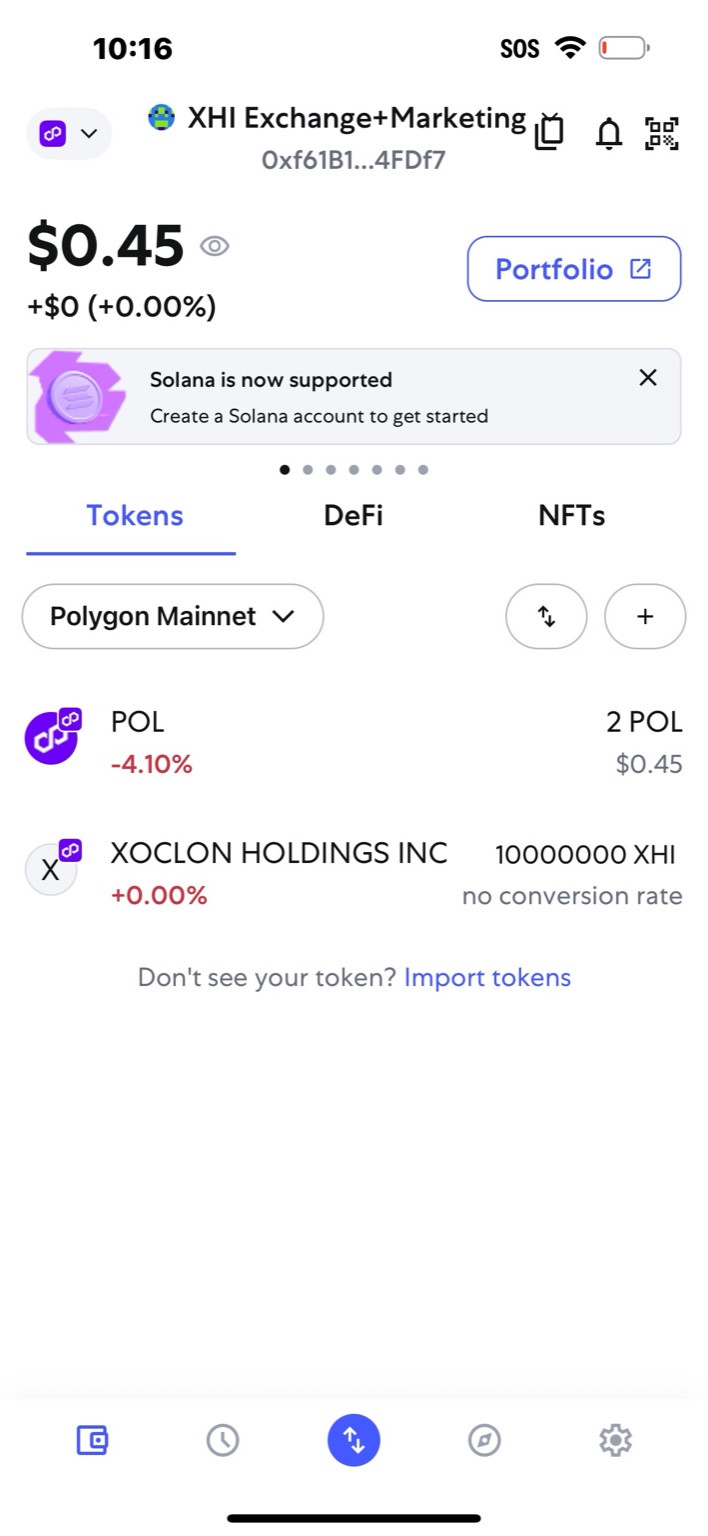 10:16 SOS
XHI Exchange+Marketing
0xf61B1...4FDf7
$0.45
+$0 (+0.00%)
Portfolio
Solana is now supported
Create a Solana account to get started
Tokens DeFi NFTs
Polygon Mainnet
POL 2 POL
-4.10% $0.45
X XOCLON HOLDINGS INC 10000000 XHI
+0.00% no conversion rate
Don't see your token? Import tokens